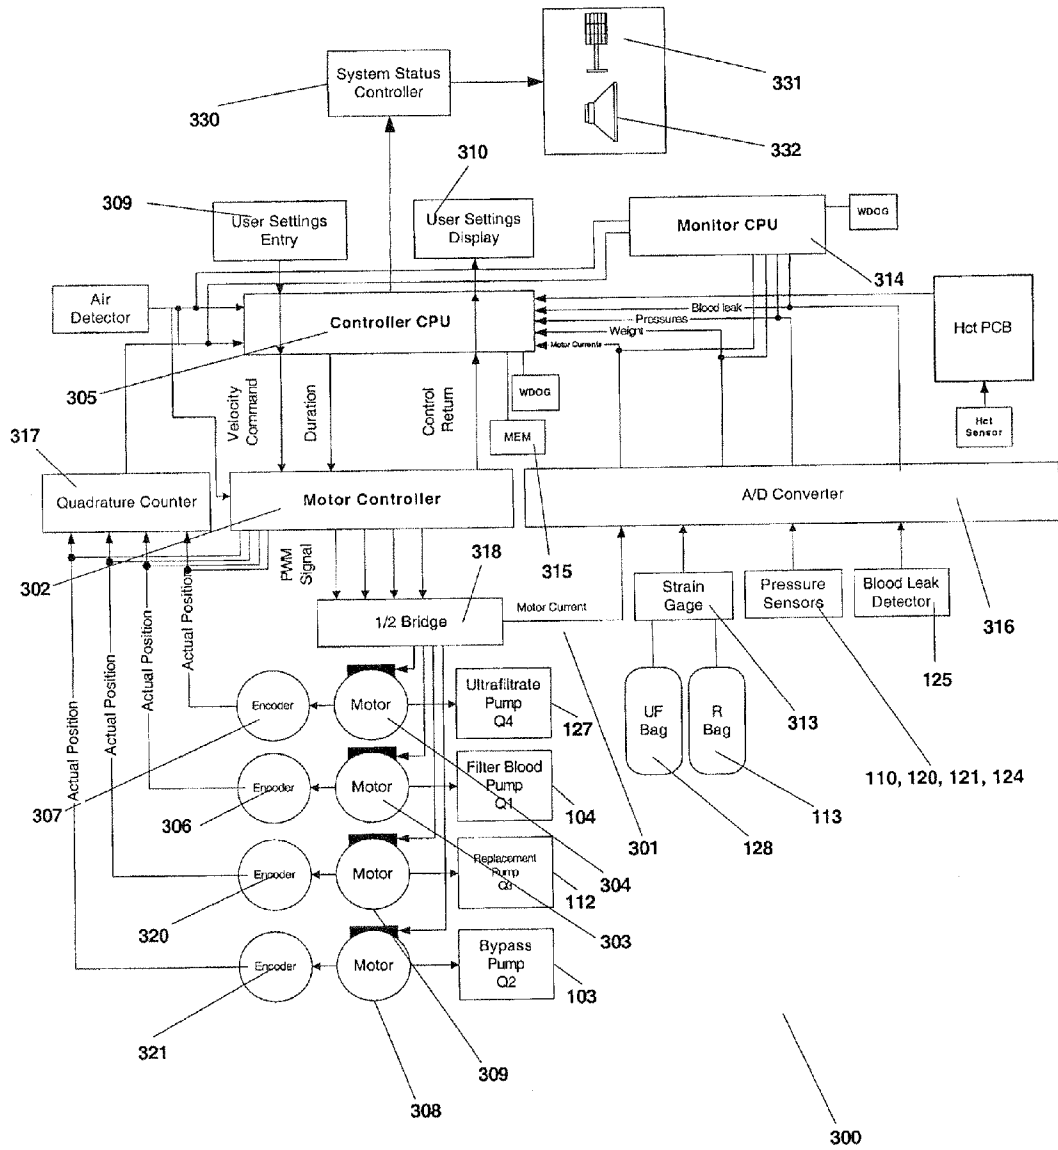 331
System Status
Controller
330
332
310
309
User Settings
Entry
User Settings
Display
Monitor CPU
WDOG
314
Air
Detector
Controller CPU
Blood leak
Pressures
Weight
Motor Currents
Hct PCB
305
Velocity
Command
Duration
Control
Return
WDOG
MEM
Hct
Sensor
317
Quadrature Counter
Motor Controller
A/D Converter
302
PWM
Signal
318
315
316
1/2 Bridge
Motor Current
Strain
Gage
Pressure
Sensors
Blood Leak
Detector
125
Actual Position
Actual Position
Actual Position
Actual Position
Encoder
Motor
Ultrafiltrate
Pump
Q4
127
UF
Bag
R
Bag
313
110, 120, 121, 124
307
306
Encoder
Motor
Filter Blood
Pump
Q1
104
301
128
113
320
Encoder
Motor
Replacement
Pump
Q3
112
304
303
Encoder
Motor
Bypass
Pump
Q2
103
321
309
308
300